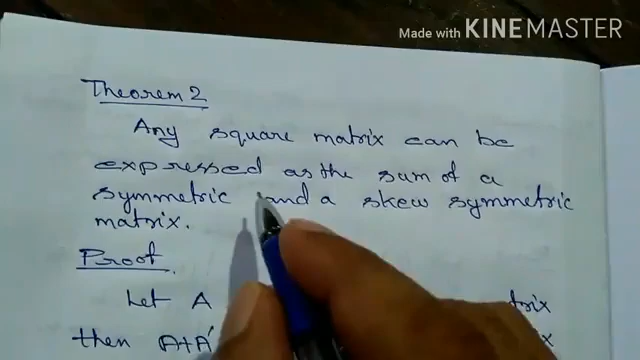 Made with KINEMASTER
Theorem 2
Any square matrix can be
expressed as the sum of a
symmetric and a skew symmetric
matrix.
Proof
Let A
then A+A'